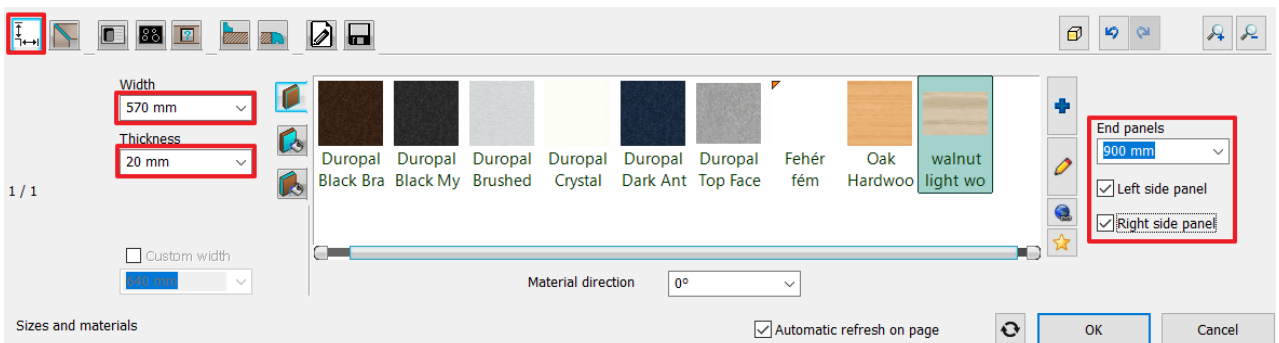 Width
570 mm
Thickness
20 mm
1 / 1
Custom width
640 mm
Duropal
Black Bra
Duropal
Black My
Duropal
Brushed
Duropal
Crystal
Duropal
Dark Ant
Duropal
Top Face
Fehér
fém
Oak
Hardwoo
walnut
light wo
End panels
900 mm
Left side panel
Right side panel
Material direction
0°
Sizes and materials
Automatic refresh on page
OK
Cancel